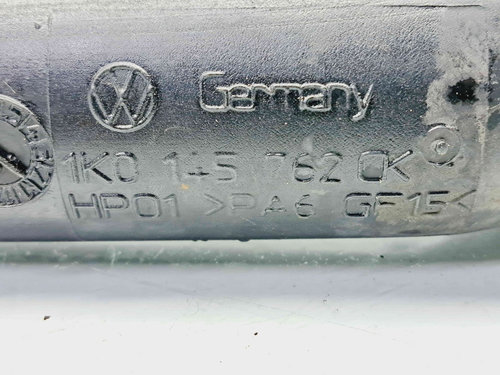 Germany
1K0 145 762 CK
HP01 >PA6 GF15<